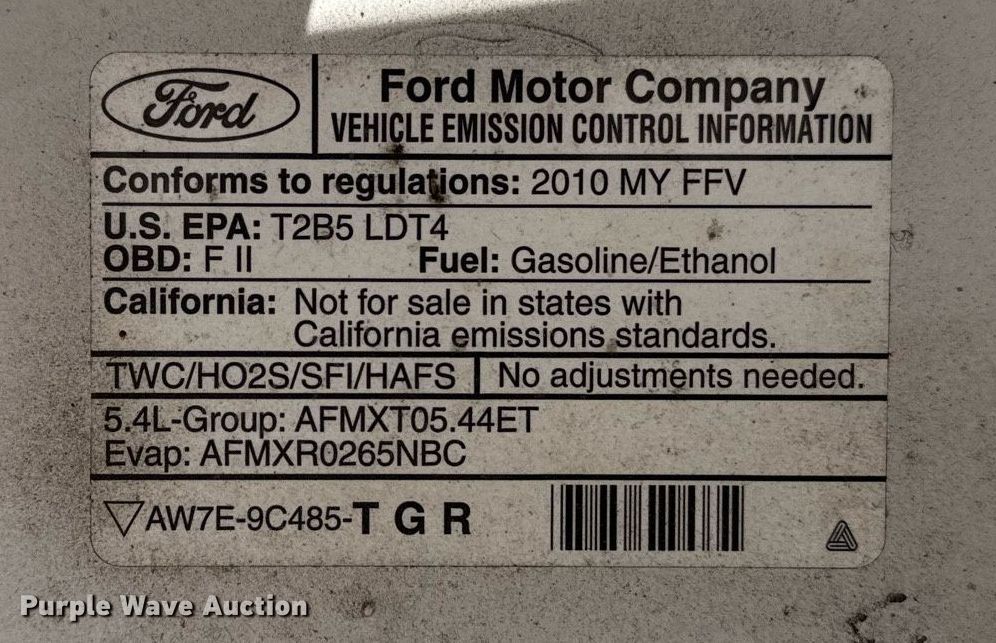 Ford
Ford Motor Company
VEHICLE EMISSION CONTROL INFORMATION
Conforms to regulations: 2010 MY FFV
U.S. EPA: T2B5 LDT4
OBD: F II Fuel: Gasoline/Ethanol
California: Not for sale in states with
California emissions standards.
TWC/HO2S/SFI/HAFS No adjustments needed.
5.4L-Group: AFMXT05.44ET
Evap: AFMXR0265NBC
AW7E-9C485-T G R
Purple Wave Auction